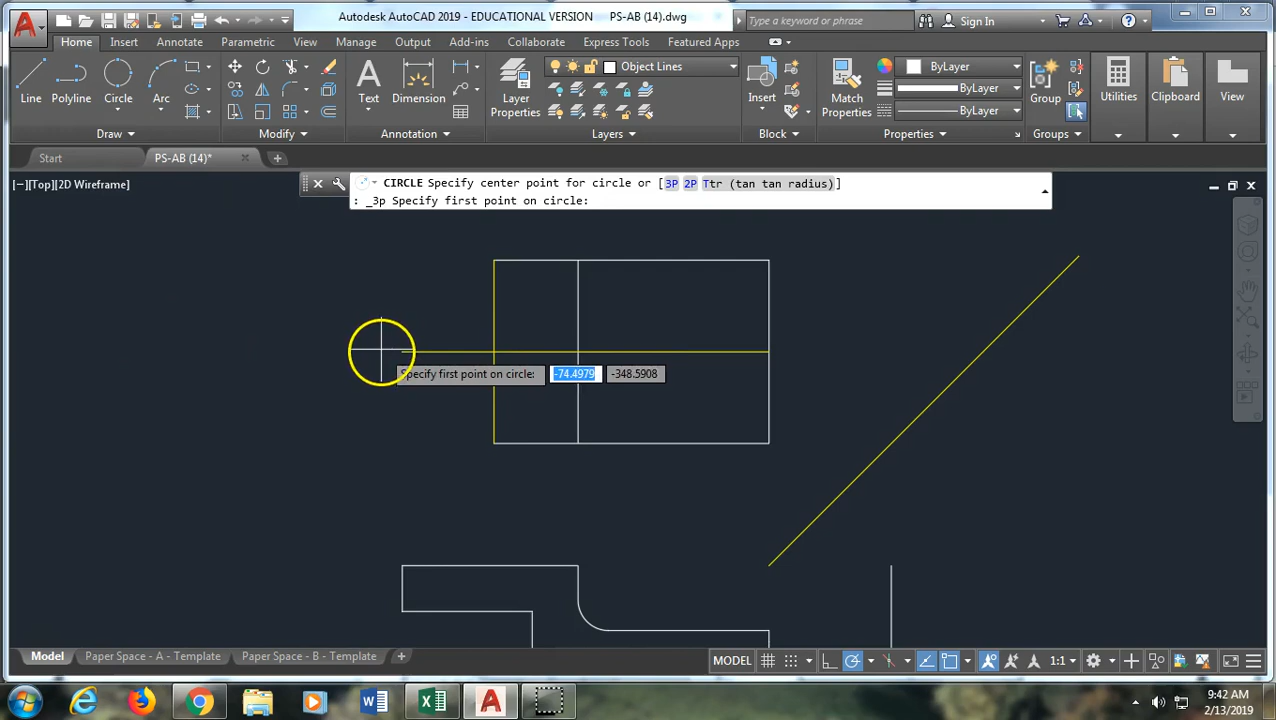 Autodesk AutoCAD 2019 - EDUCATIONAL VERSION PS-AB (14).dwg
Type a keyword or phrase
Sign In
Home Insert Annotate Parametric View Manage Output Add-ins Collaborate Express Tools Featured Apps
Object Lines
ByLayer
ByLayer
ByLayer
Line Polyline Circle Arc
Text Dimension
Layer Properties
Insert
Match Properties
Group
Utilities Clipboard View
Draw Modify Annotation Layers Block Properties Groups
Start PS-AB (14)*
[−][Top][2D Wireframe]
CIRCLE Specify center point for circle or [3P 2P Ttr (tan tan radius)]
: _3p Specify first point on circle:
Specify first point on circle: -74.4979 -348.5908
Model Paper Space - A - Template Paper Space - B - Template
MODEL 1:1
9:42 AM
2/13/2019